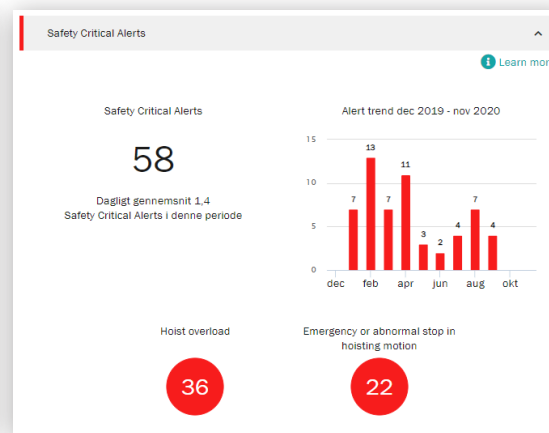 Safety Critical Alerts
Learn mor
Safety Critical Alerts
58
Dagligt gennemsnit 1,4
Safety Critical Alerts i denne periode
Alert trend dec 2019 - nov 2020
15
10
5
0
7
13
7
11
3
2
4
7
4
dec
feb
apr
jun
aug
okt
Hoist overload
36
Emergency or abnormal stop in
hoisting motion
22